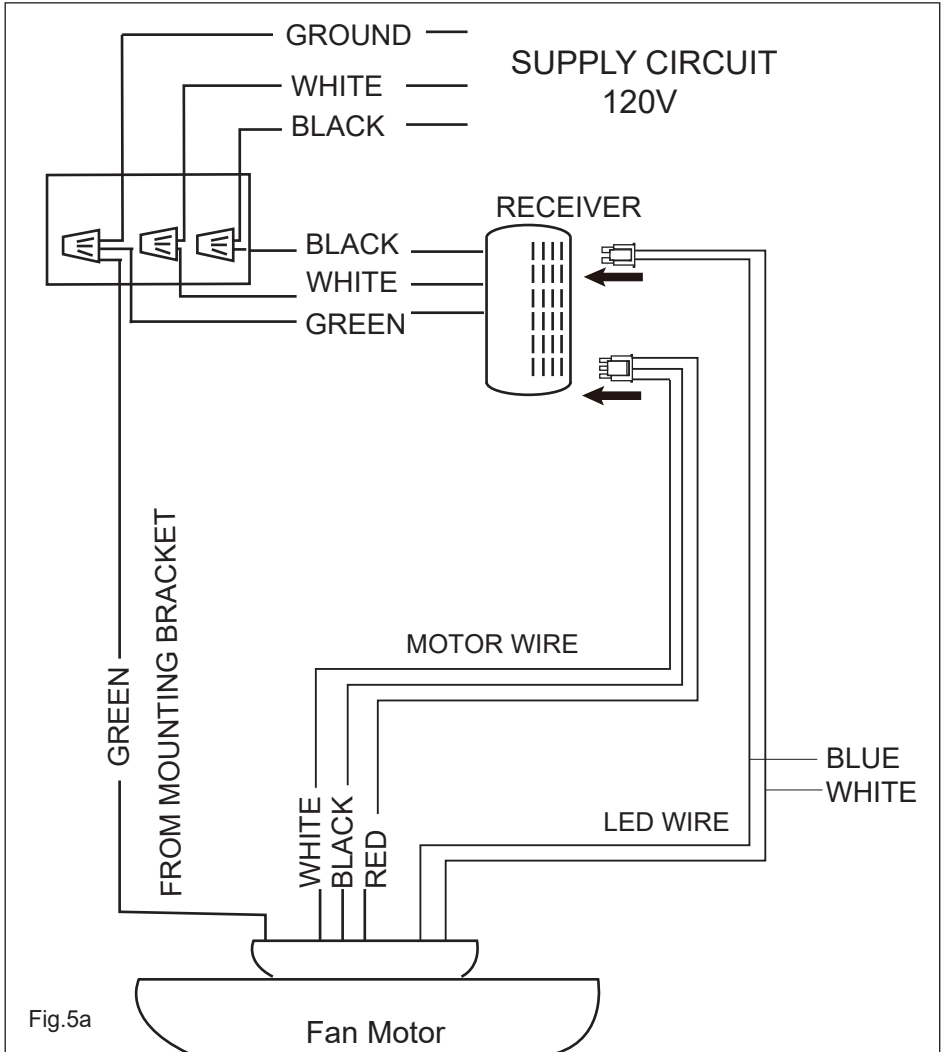 GROUND
SUPPLY CIRCUIT
120V
WHITE
BLACK
RECEIVER
BLACK
WHITE
GREEN
MOTOR WIRE
GREEN
FROM MOUNTING BRACKET
WHITE
BLACK
RED
LED WIRE
BLUE
WHITE
Fig.5a
Fan Motor